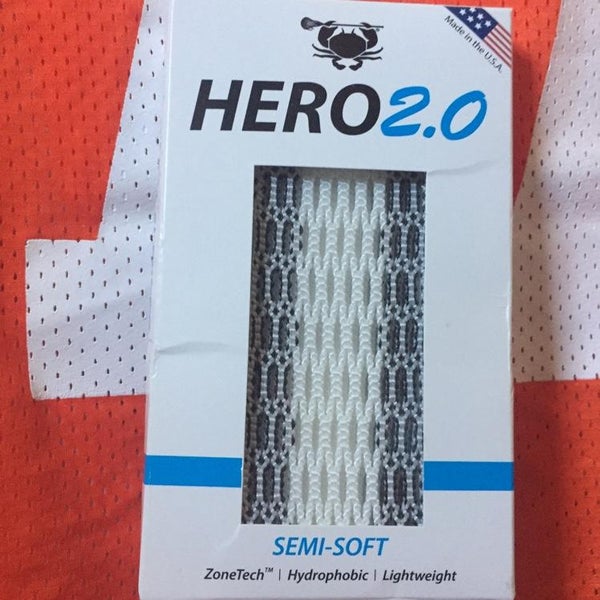 Made in the U.S.A.
HERO2.0
SEMI-SOFT
ZoneTech™ | Hydrophobic | Lightweight